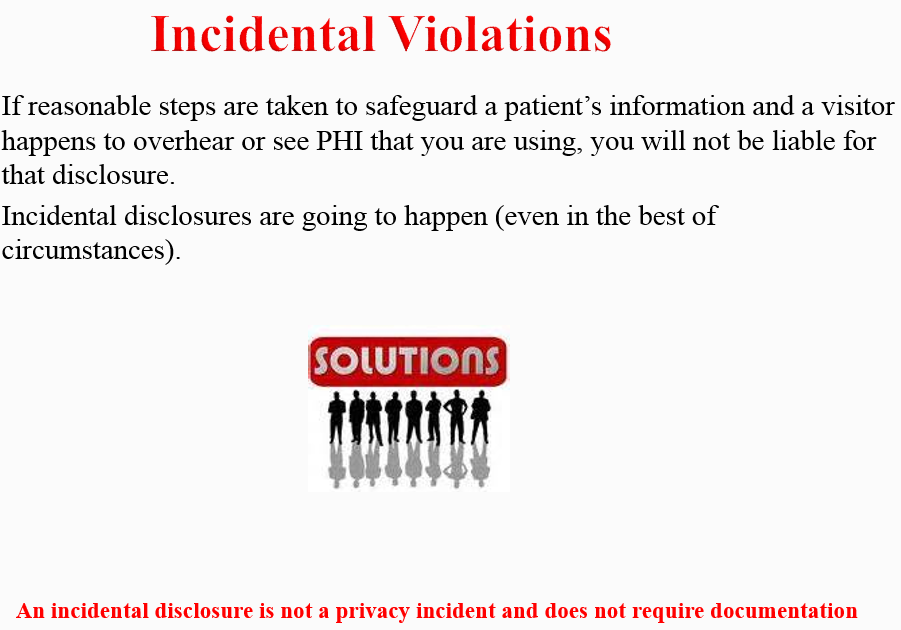 Incidental Violations
If reasonable steps are taken to safeguard a patient’s information and a visitor
happens to overhear or see PHI that you are using, you will not be liable for
that disclosure.
Incidental disclosures are going to happen (even in the best of
circumstances).
SOLUTIONS
An incidental disclosure is not a privacy incident and does not require documentation